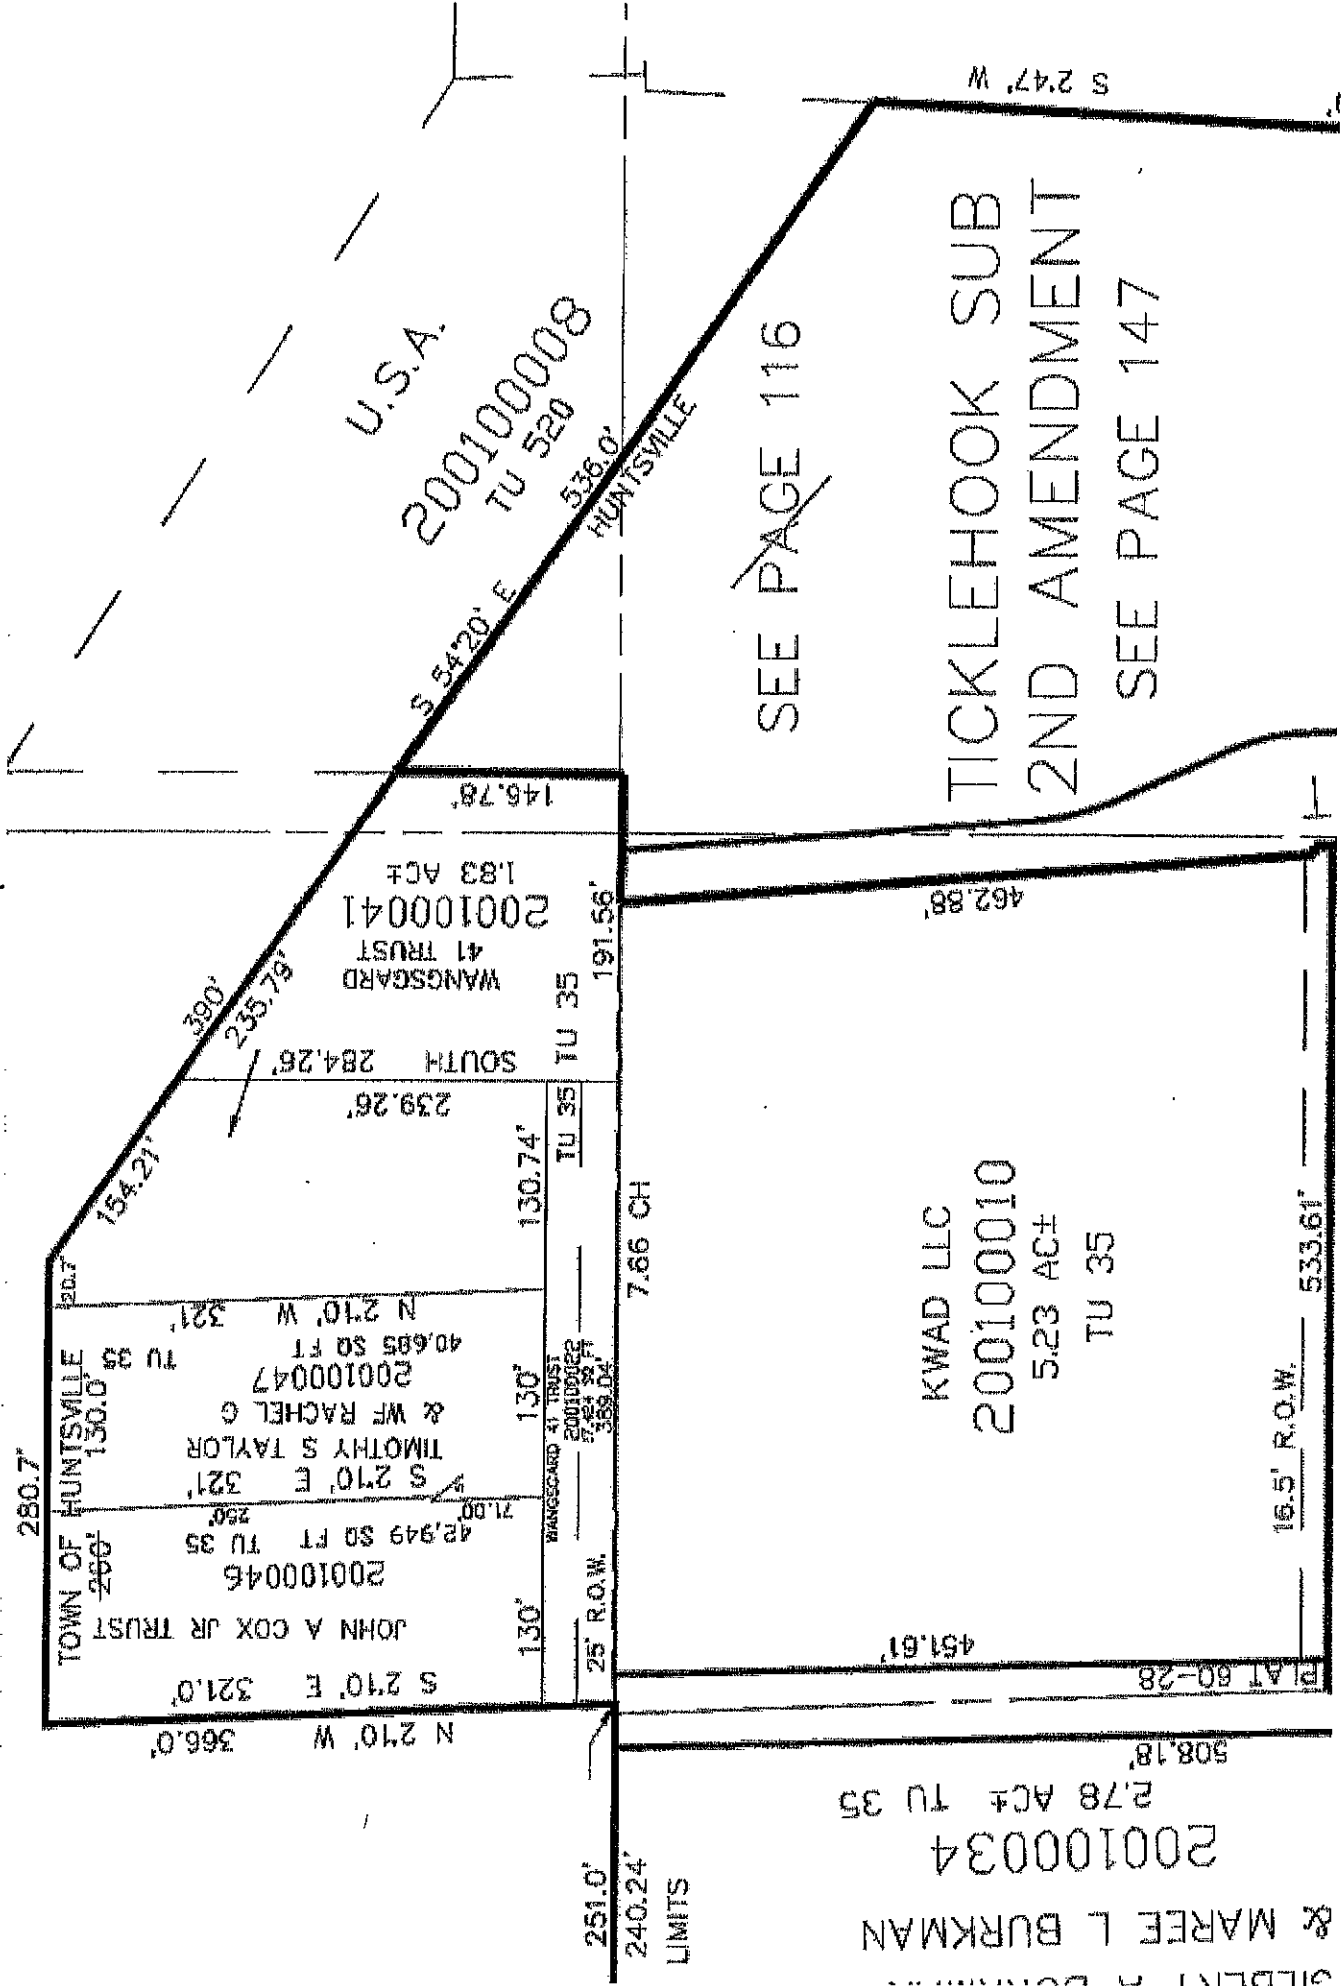 280.7'
TOWN OF HUNTSVILLE
260'
130.0'
20.7'
154.21'
390'
235.79'
S 54°20' E
536.0'
HUNTSVILLE
U.S.A.
200100008
TU 520
N 2°10' W 366.0'
S 2°10' E 321.0'
JOHN A COX JR TRUST
200100046
42,949 SQ FT TU 35
250'
71.00'
S 2°10' E 321'
TIMOTHY S TAYLOR
& WF RACHEL G
200100047
40,685 SQ FT
TU 35
N 2°10' W 321'
239.26'
SOUTH 284.26'
WANGSGARD
41 TRUST
200100041
1.83 AC±
146.78'
130'
130'
130.74'
TU 35
TU 35
WANGSGARD 41 TRUST
200100022
389.04'
25' R.O.W.
191.56'
7.66 CH
251.0'
240.24'
LIMITS
462.88'
451.61'
KWAD LLC
200100010
5.23 AC±
TU 35
16.5' R.O.W.
533.61'
PLAT 60-28
508.18'
2.78 AC± TU 35
200100034
& MAREE L BURKMAN
SEE PAGE 116
TICKLEHOOK SUB
2ND AMENDMENT
SEE PAGE 147
S 2°47' W